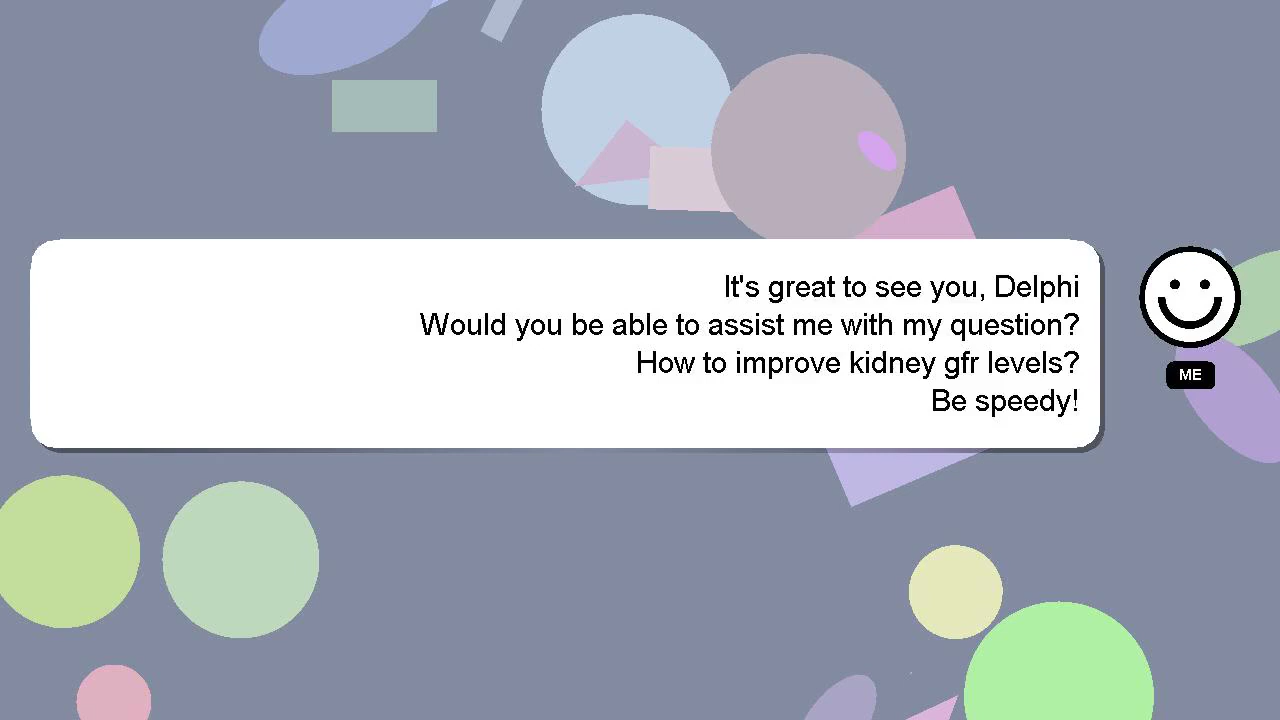 It's great to see you, Delphi
Would you be able to assist me with my question?
How to improve kidney gfr levels?
Be speedy!
ME